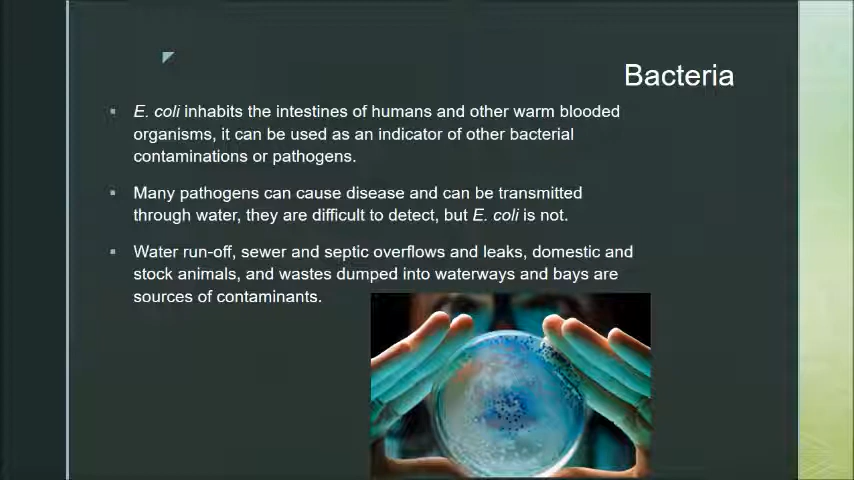 Bacteria
E. coli inhabits the intestines of humans and other warm blooded
organisms, it can be used as an indicator of other bacterial
contaminations or pathogens.
Many pathogens can cause disease and can be transmitted
through water, they are difficult to detect, but E. coli is not.
Water run-off, sewer and septic overflows and leaks, domestic and
stock animals, and wastes dumped into waterways and bays are
sources of contaminants.